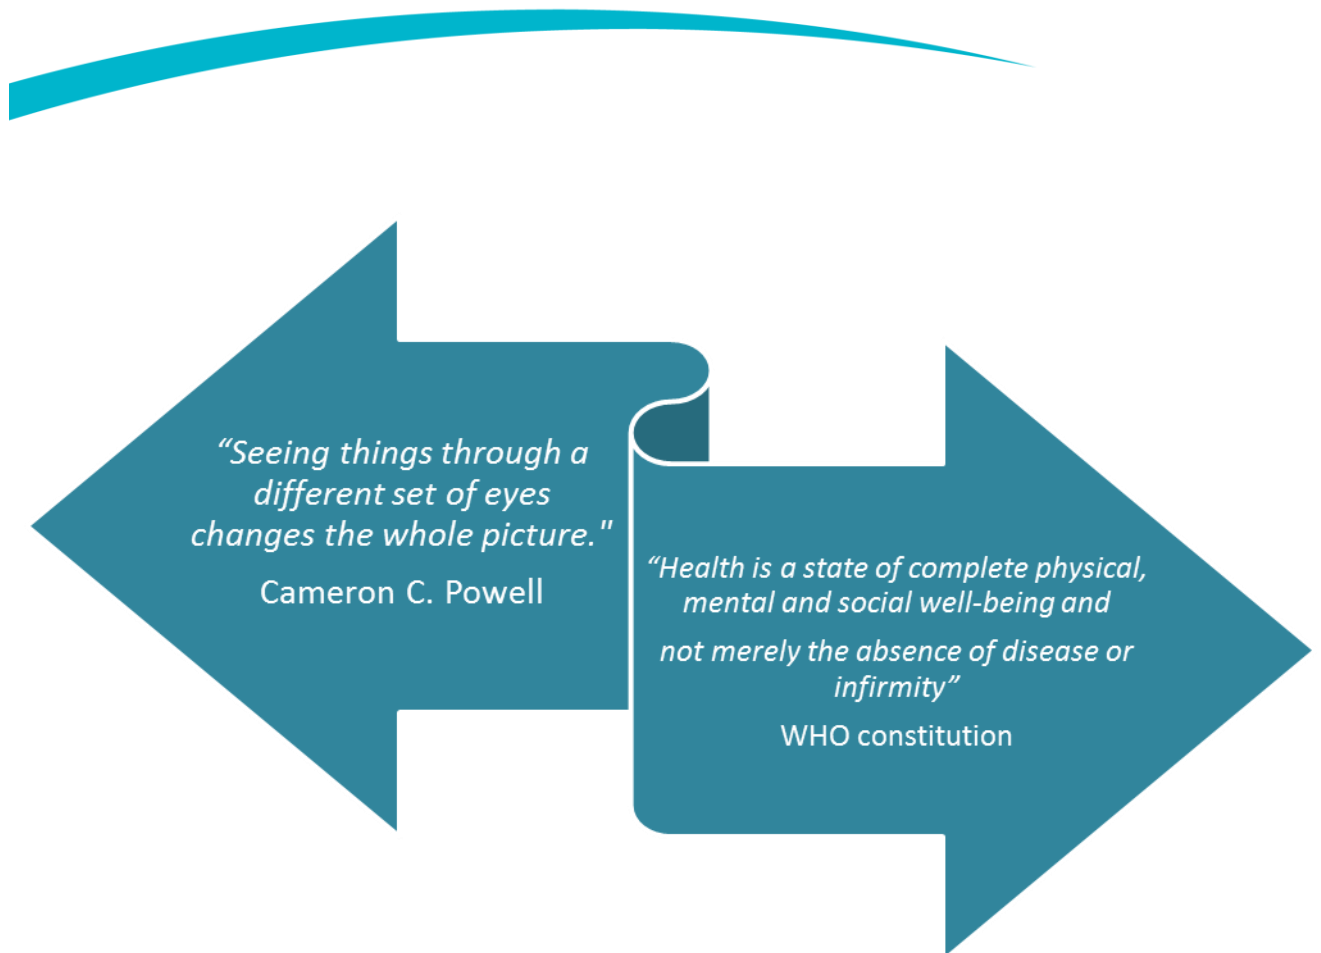 “Seeing things through a
different set of eyes
changes the whole picture."
Cameron C. Powell
“Health is a state of complete physical,
mental and social well-being and
not merely the absence of disease or
infirmity”
WHO constitution